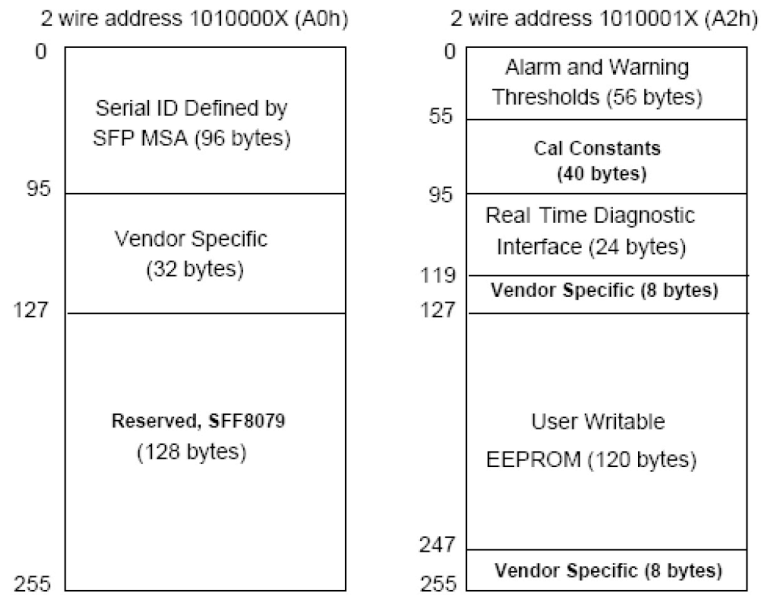 2 wire address 1010000X (A0h)
0
Serial ID Defined by
SFP MSA (96 bytes)
95
Vendor Specific
(32 bytes)
127
Reserved, SFF8079
(128 bytes)
255
2 wire address 1010001X (A2h)
0
Alarm and Warning
Thresholds (56 bytes)
55
Cal Constants
(40 bytes)
95
Real Time Diagnostic
Interface (24 bytes)
119
Vendor Specific (8 bytes)
127
User Writable
EEPROM (120 bytes)
247
Vendor Specific (8 bytes)
255